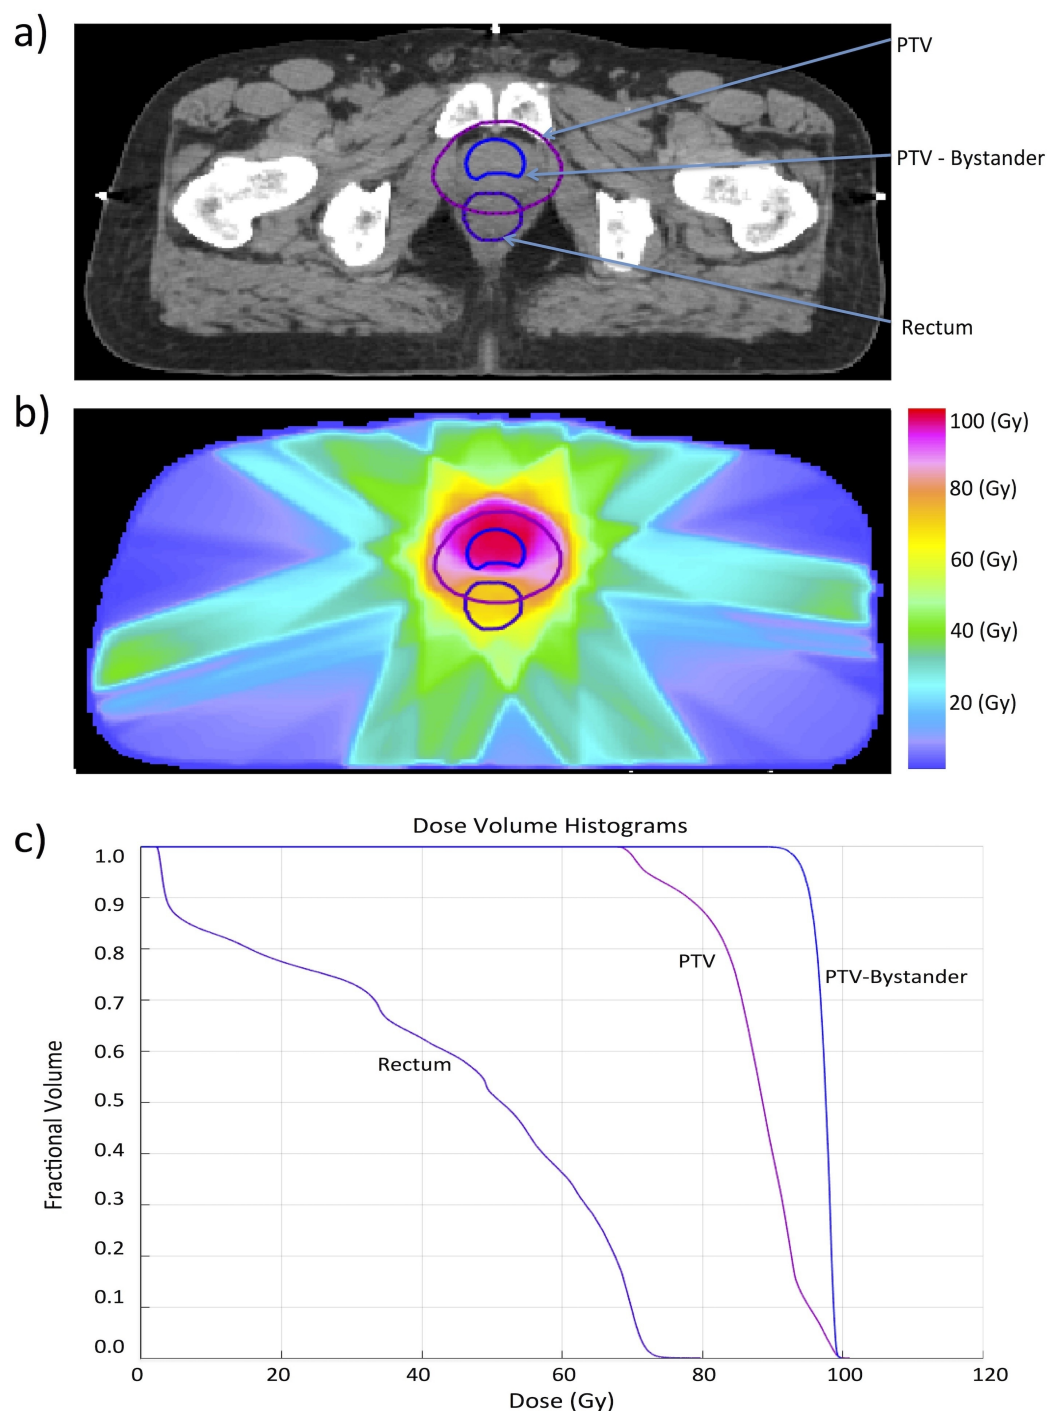 a)
PTV
PTV - Bystander
Rectum
b)
100 (Gy)
80 (Gy)
60 (Gy)
40 (Gy)
20 (Gy)
c)
Dose Volume Histograms
1.0
0.9
0.8
0.7
0.6
0.5
0.4
0.3
0.2
0.1
0.0
Fractional Volume
PTV
PTV-Bystander
Rectum
0 20 40 60 80 100 120
Dose (Gy)